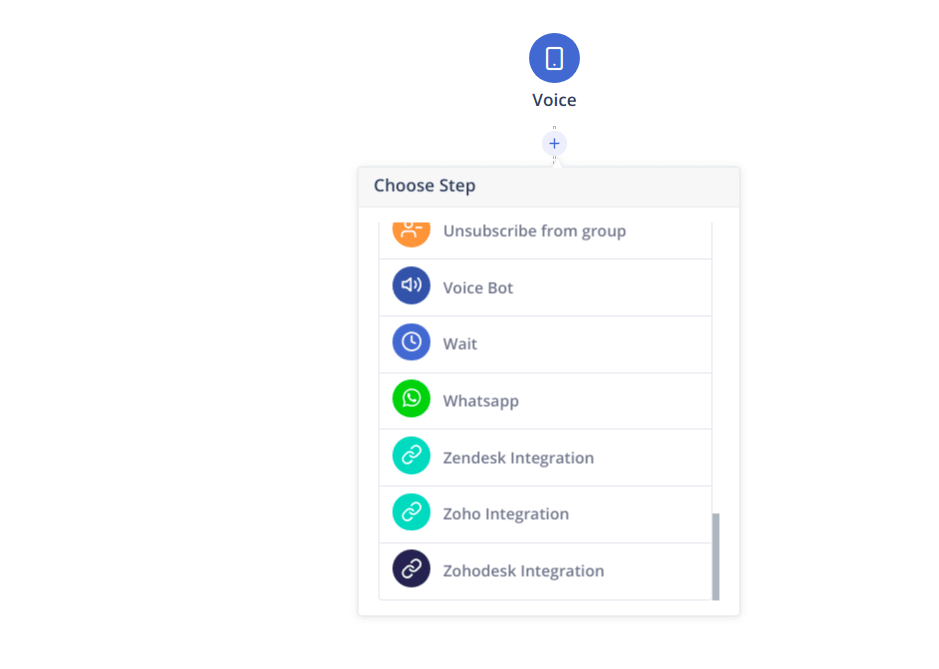 Voice
Choose Step
Unsubscribe from group
Voice Bot
Wait
Whatsapp
Zendesk Integration
Zoho Integration
Zohodesk Integration